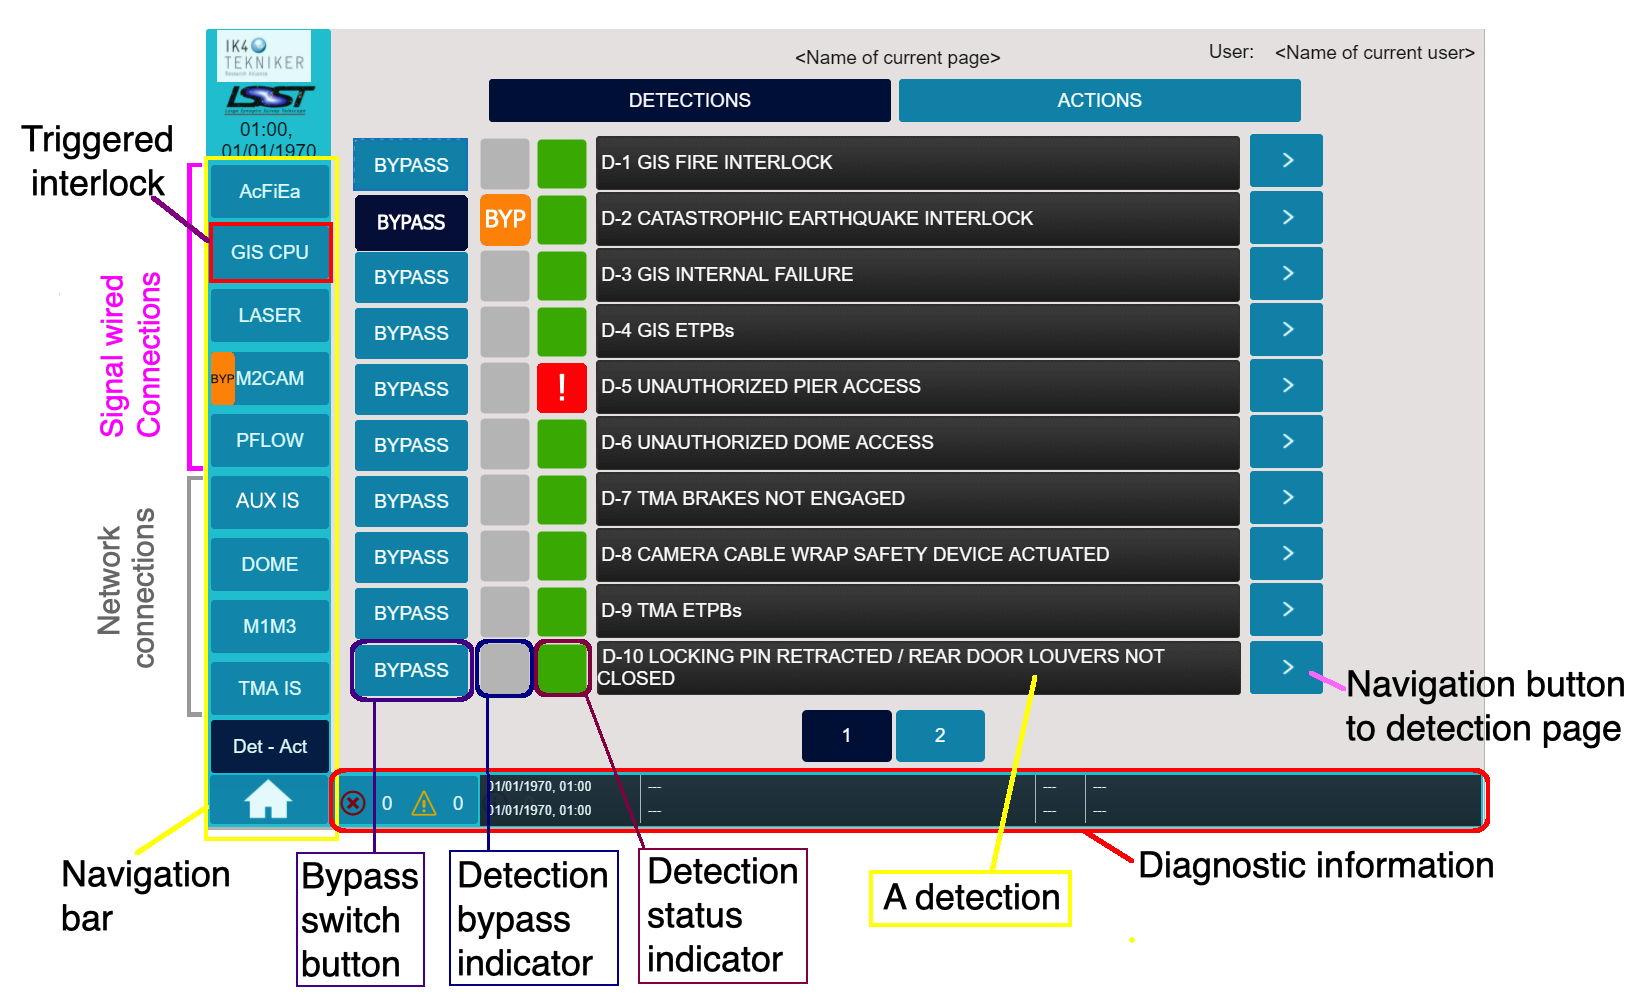 IK4
TEKNIKER
Research Alliance
LSST
Large Synoptic Survey Telescope
01:00,
01/01/1970
<Name of current page>
User: <Name of current user>
DETECTIONS
ACTIONS
Triggered
interlock
Signal wired
Connections
Network
connections
AcFiEa
GIS CPU
LASER
BYP M2CAM
PFLOW
AUX IS
DOME
M1M3
TMA IS
Det - Act
BYPASS D-1 GIS FIRE INTERLOCK >
BYPASS BYP D-2 CATASTROPHIC EARTHQUAKE INTERLOCK >
BYPASS D-3 GIS INTERNAL FAILURE >
BYPASS D-4 GIS ETPBs >
BYPASS ! D-5 UNAUTHORIZED PIER ACCESS >
BYPASS D-6 UNAUTHORIZED DOME ACCESS >
BYPASS D-7 TMA BRAKES NOT ENGAGED >
BYPASS D-8 CAMERA CABLE WRAP SAFETY DEVICE ACTUATED >
BYPASS D-9 TMA ETPBs >
BYPASS D-10 LOCKING PIN RETRACTED / REAR DOOR LOUVERS NOT
CLOSED >
Navigation button
to detection page
1 2
0 0
01/01/1970, 01:00 --- --- ---
01/01/1970, 01:00 --- --- ---
Navigation
bar
Bypass
switch
button
Detection
bypass
indicator
Detection
status
indicator
A detection
Diagnostic information